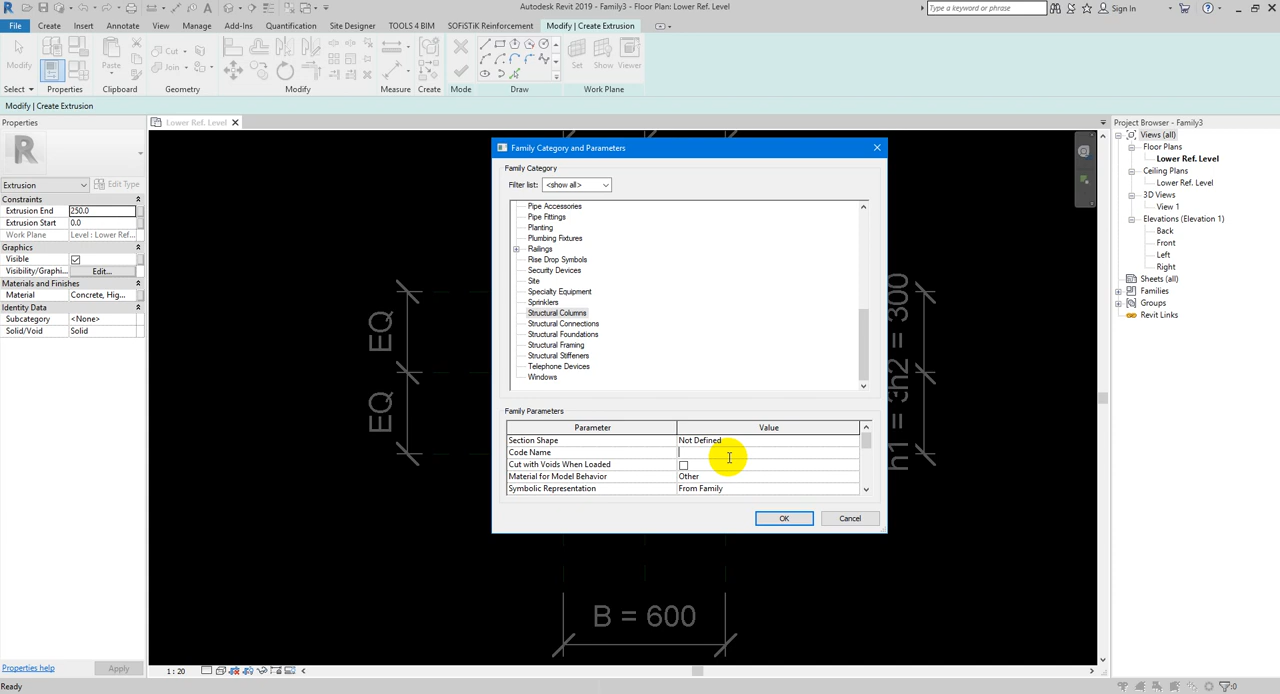 Autodesk Revit 2019 - Family3 - Floor Plan: Lower Ref. Level
Type a keyword or phrase
Sign In
File Create Insert Annotate View Manage Add-Ins Quantification Site Designer TOOLS 4 BIM SOFiSTiK Reinforcement Modify | Create Extrusion
Modify Paste Cut Join Set Show Viewer
Select Properties Clipboard Geometry Modify Measure Create Mode Draw Work Plane
Modify | Create Extrusion
Properties
Extrusion Edit Type
Constraints
Extrusion End 250.0
Extrusion Start 0.0
Work Plane Level : Lower Ref...
Graphics
Visible
Visibility/Graphi... Edit...
Materials and Finishes
Material Concrete, Hig...
Identity Data
Subcategory <None>
Solid/Void Solid
Properties help Apply
Ready
Lower Ref. Level
EQ
EQ
B = 600
1 : 20
Family Category and Parameters
Family Category
Filter list: <show all>
Pipe Accessories
Pipe Fittings
Planting
Plumbing Fixtures
Railings
Rise Drop Symbols
Security Devices
Site
Specialty Equipment
Sprinklers
Structural Columns
Structural Connections
Structural Foundations
Structural Framing
Structural Stiffeners
Telephone Devices
Windows
Family Parameters
Parameter Value
Section Shape Not Defined
Code Name
Cut with Voids When Loaded
Material for Model Behavior Other
Symbolic Representation From Family
OK Cancel
h2 = 300
h1 =
Project Browser - Family3
Views (all)
Floor Plans
Lower Ref. Level
Ceiling Plans
Lower Ref. Level
3D Views
View 1
Elevations (Elevation 1)
Back
Front
Left
Right
Sheets (all)
Families
Groups
Revit Links
:0